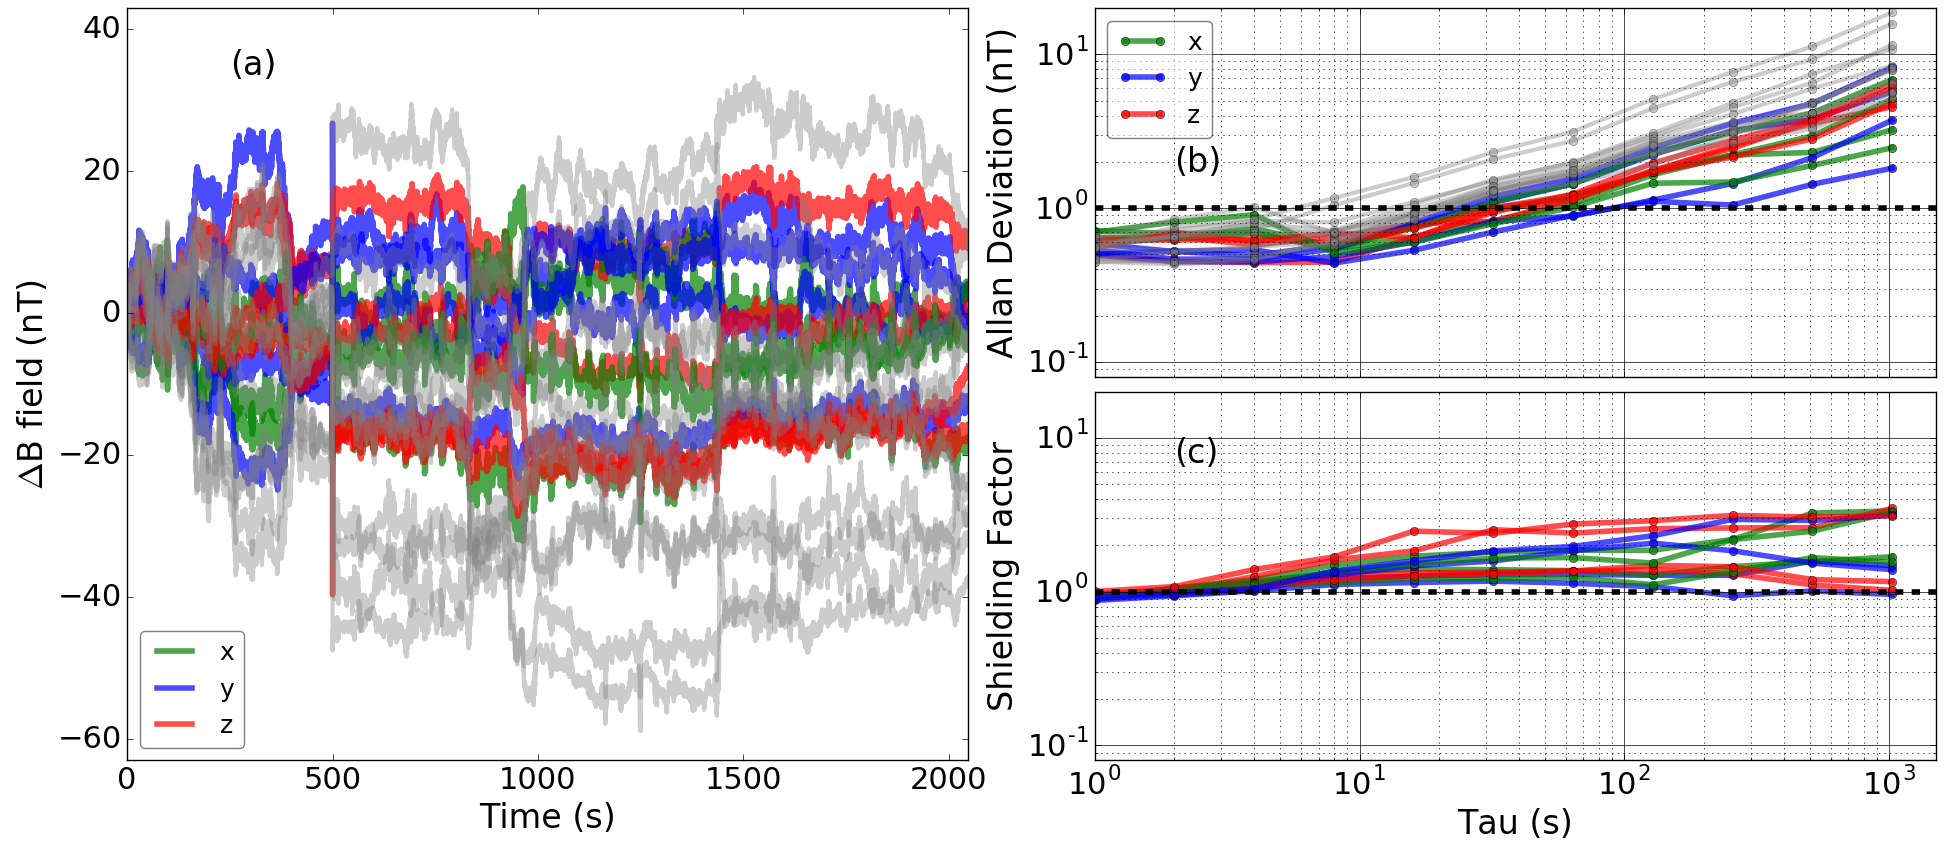 40
20
0
−20
−40
−60
ΔB field (nT)
(a)
x
y
z
0
500
1000
1500
2000
Time (s)
10^1
10^0
10^-1
Allan Deviation (nT)
x
y
z
(b)
10^1
10^0
10^-1
Shielding Factor
(c)
10^0
10^1
10^2
10^3
Tau (s)